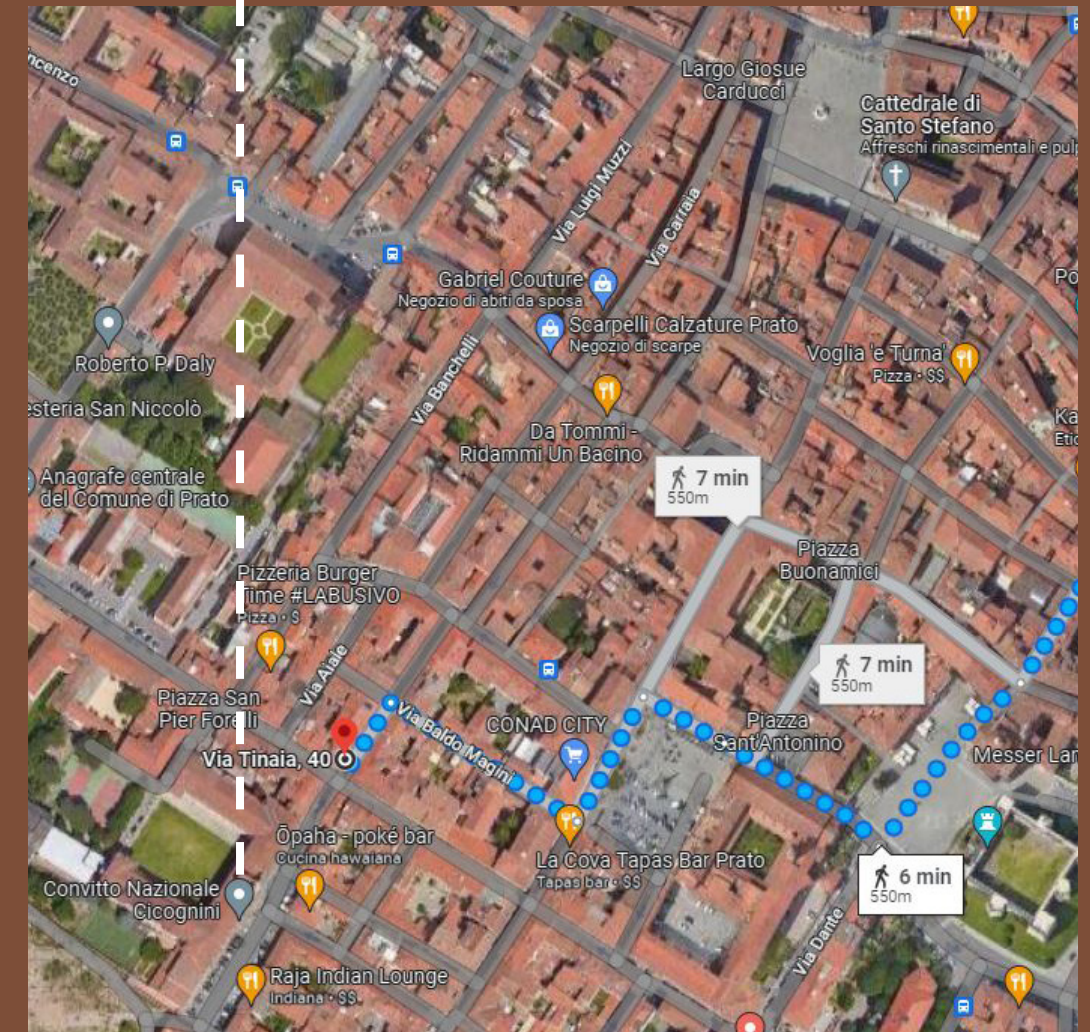 Largo Giosue
Carducci
Cattedrale di
Santo Stefano
Affreschi rinascimentali e pulp
Via Luigi Muzzi
Via Carraia
Gabriel Couture
Negozio di abiti da sposa
Scarpelli Calzature Prato
Negozio di scarpe
Roberto P. Daly
Voglia 'e Turna'
Pizza · $$
Via Banchelli
esteria San Niccolò
Da Tommi -
Ridammi Un Bacino
Anagrafe centrale
del Comune di Prato
7 min
550m
Piazza
Buonamici
Pizzeria Burger
Time #LABUSIVO
Pizza · $
7 min
550m
Via Aiale
Piazza San
Pier Forelli
Via Baldo Magini
CONAD CITY
Piazza
Sant'Antonino
Via Tinaia, 40
Messer Lan
Ōpaha - poké bar
Cucina hawaiana
La Cova Tapas Bar Prato
Tapas bar · $$
6 min
550m
Convitto Nazionale
Cicognini
Via Dante
Raja Indian Lounge
Indiana · $$